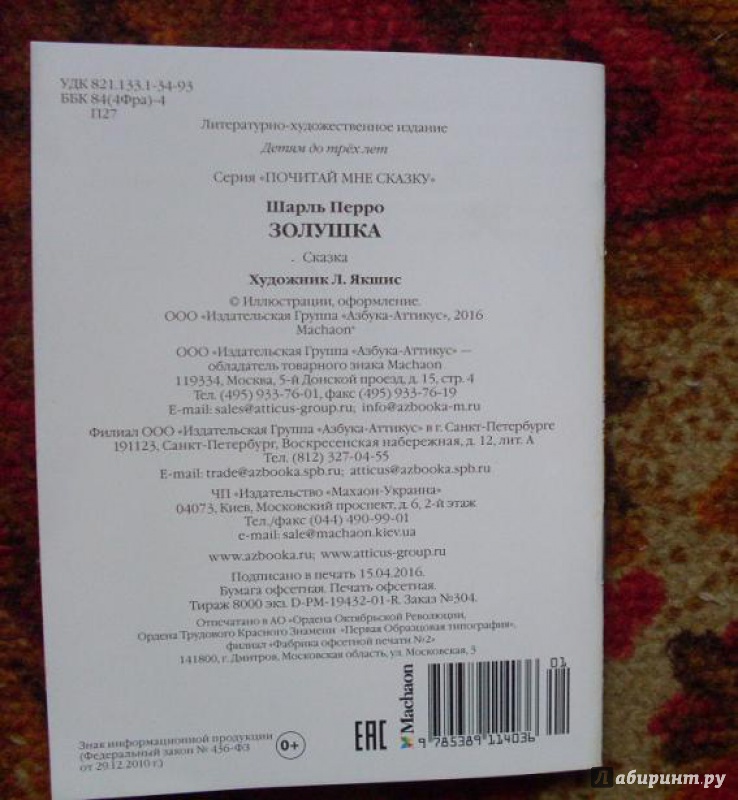 УДК 821.133.1-34-93
ББК 84(4Фра)-4
П27
Литературно-художественное издание
Детям до трёх лет
Серия «ПОЧИТАЙ МНЕ СКАЗКУ»
Шарль Перро
ЗОЛУШКА
Сказка
Художник Л. Якшис
© Иллюстрации, оформление.
ООО «Издательская Группа «Азбука-Аттикус», 2016
Machaon®
ООО «Издательская Группа «Азбука-Аттикус» —
обладатель товарного знака Machaon
119334, Москва, 5-й Донской проезд, д. 15, стр. 4
Тел. (495) 933-76-01, факс (495) 933-76-19
E-mail: sales@atticus-group.ru; info@azbooka-m.ru
Филиал ООО «Издательская Группа «Азбука-Аттикус» в г. Санкт-Петербурге
191123, Санкт-Петербург, Воскресенская набережная, д. 12, лит. А
Тел. (812) 327-04-55
E-mail: trade@azbooka.spb.ru; atticus@azbooka.spb.ru
ЧП «Издательство «Махаон-Украина»
04073, Киев, Московский проспект, д. 6, 2-й этаж
Тел./факс (044) 490-99-01
e-mail: sale@machaon.kiev.ua
www.azbooka.ru; www.atticus-group.ru
Подписано в печать 15.04.2016.
Бумага офсетная. Печать офсетная.
Тираж 8000 экз. D-PM-19432-01-R. Заказ №304.
Отпечатано в АО «Ордена Октябрьской Революции,
Ордена Трудового Красного Знамени «Первая Образцовая типография»,
филиал «Фабрика офсетной печати №2»
141800, г. Дмитров, Московская область, ул. Московская, 3
Знак информационной продукции
(Федеральный закон № 436-ФЗ
от 29.12.2010 г.)
0+
EAC
Machaon
01
9 785389 114036
Лабиринт.ру